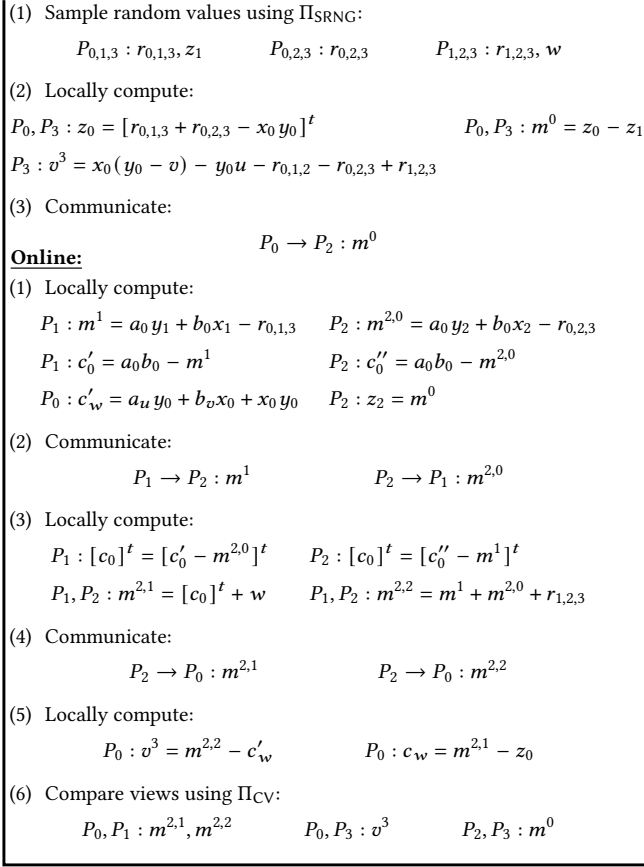 (1) Sample random values using Π_SRNG:
P_{0,1,3} : r_{0,1,3}, z_1 P_{0,2,3} : r_{0,2,3} P_{1,2,3} : r_{1,2,3}, w
(2) Locally compute:
P_0, P_3 : z_0 = [r_{0,1,3} + r_{0,2,3} − x_0 y_0]^t P_0, P_3 : m^0 = z_0 − z_1
P_3 : v^3 = x_0(y_0 − v) − y_0 u − r_{0,1,2} − r_{0,2,3} + r_{1,2,3}
(3) Communicate:
P_0 → P_2 : m^0
Online:
(1) Locally compute:
P_1 : m^1 = a_0 y_1 + b_0 x_1 − r_{0,1,3} P_2 : m^{2,0} = a_0 y_2 + b_0 x_2 − r_{0,2,3}
P_1 : c′_0 = a_0 b_0 − m^1 P_2 : c″_0 = a_0 b_0 − m^{2,0}
P_0 : c′_w = a_u y_0 + b_v x_0 + x_0 y_0 P_2 : z_2 = m^0
(2) Communicate:
P_1 → P_2 : m^1 P_2 → P_1 : m^{2,0}
(3) Locally compute:
P_1 : [c_0]^t = [c′_0 − m^{2,0}]^t P_2 : [c_0]^t = [c″_0 − m^1]^t
P_1, P_2 : m^{2,1} = [c_0]^t + w P_1, P_2 : m^{2,2} = m^1 + m^{2,0} + r_{1,2,3}
(4) Communicate:
P_2 → P_0 : m^{2,1} P_2 → P_0 : m^{2,2}
(5) Locally compute:
P_0 : v^3 = m^{2,2} − c′_w P_0 : c_w = m^{2,1} − z_0
(6) Compare views using Π_CV:
P_0, P_1 : m^{2,1}, m^{2,2} P_0, P_3 : v^3 P_2, P_3 : m^0